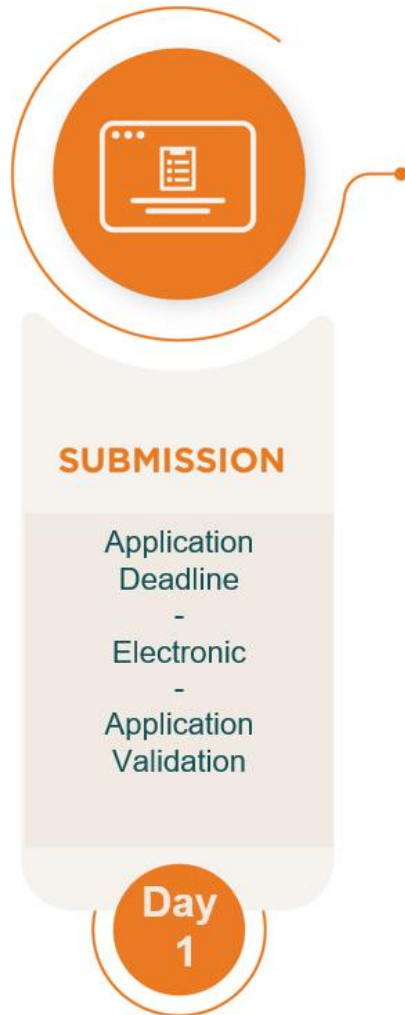 SUBMISSION
Application
Deadline
-
Electronic
-
Application
Validation
Day
1